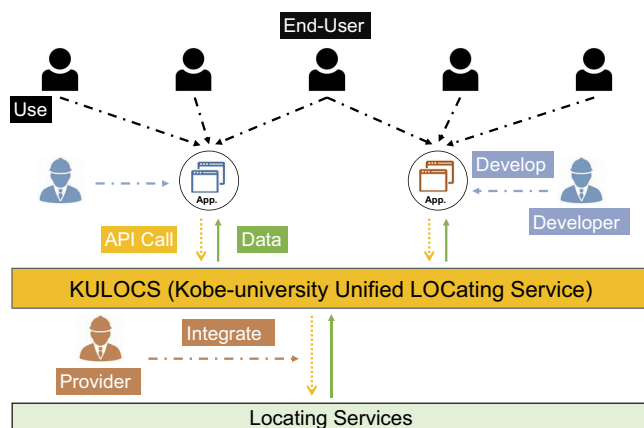 End-User
Use
Develop
App.
App.
Developer
API Call
Data
KULOCS (Kobe-university Unified LOCating Service)
Integrate
Provider
Locating Services